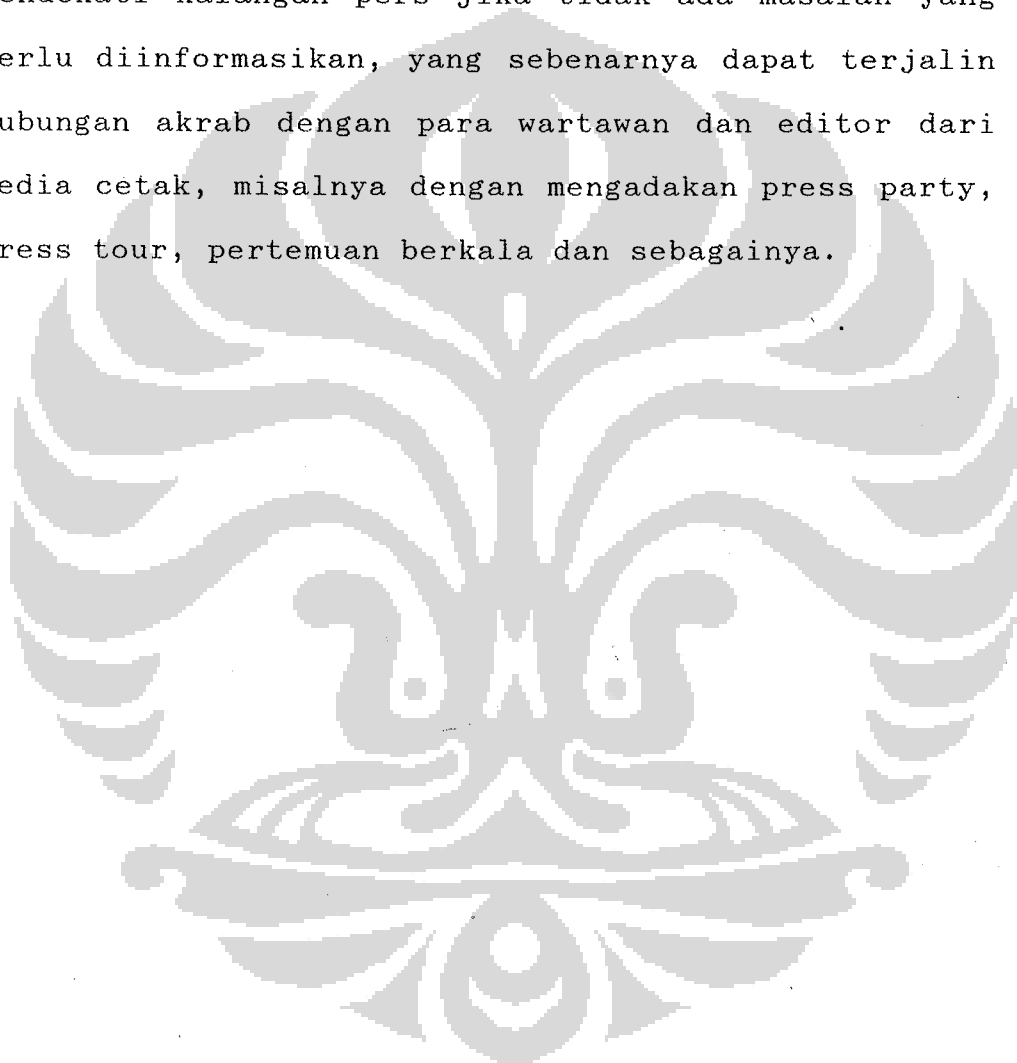 endekati kalangan pers jika tidak ada masalah yang
erlu diinformasikan, yang sebenarnya dapat terjalin
ubungan akrab dengan para wartawan dan editor dari
edia cetak, misalnya dengan mengadakan press party,
ress tour, pertemuan berkala dan sebagainya.